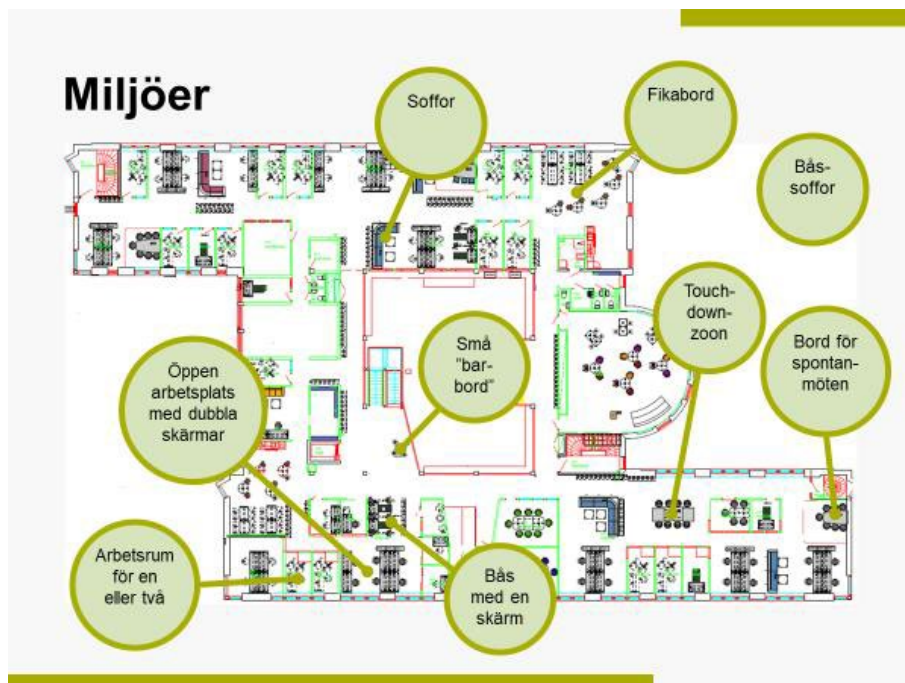 Miljöer
Soffor
Fikabord
Bås-
soffor
Touch-
down-
zoon
Bord för
spontan-
möten
Små
"bar-
bord"
Öppen
arbetsplats
med dubbla
skärmar
Arbetsrum
för en
eller två
Bås
med en
skärm